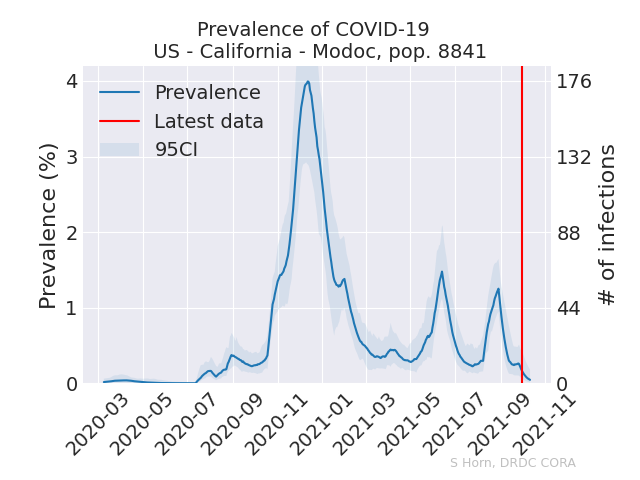 Prevalence of COVID-19
US - California - Modoc, pop. 8841
Prevalence
Latest data
95CI
Prevalence (%)
4
3
2
1
0
# of infections
176
132
88
44
0
2020-03
2020-05
2020-07
2020-09
2020-11
2021-01
2021-03
2021-05
2021-07
2021-09
2021-11
S Horn, DRDC CORA